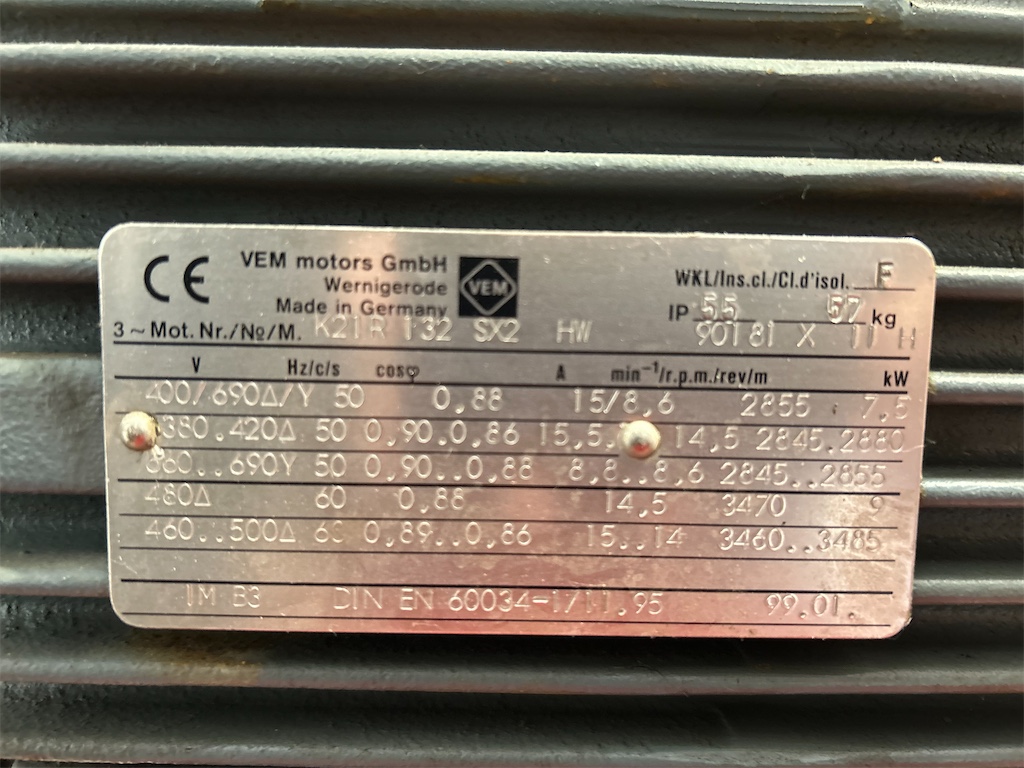 CE VEM motors GmbH VEM WKL/Ins.cl./Cl.d'isol. F
Wernigerode
Made in Germany IP 55 57 kg
3 ~ Mot. Nr./№/M. K21R 132 SX2 HW 90181 X 11 H
V Hz/c/s cosφ A min⁻¹/r.p.m./rev/m kW
400/690Δ/Y 50 0,88 15/8,6 2855 7,5
380.420Δ 50 0,90.0,86 15,5. 14,5 2845.2880
660..690Y 50 0,90..0,88 8,8..8,6 2845..2855
480Δ 60 0,88 14,5 3470 9
460..500Δ 60 0,89..0,86 15..14 3460..3485
IM B3 DIN EN 60034-1/11.95 99.01.